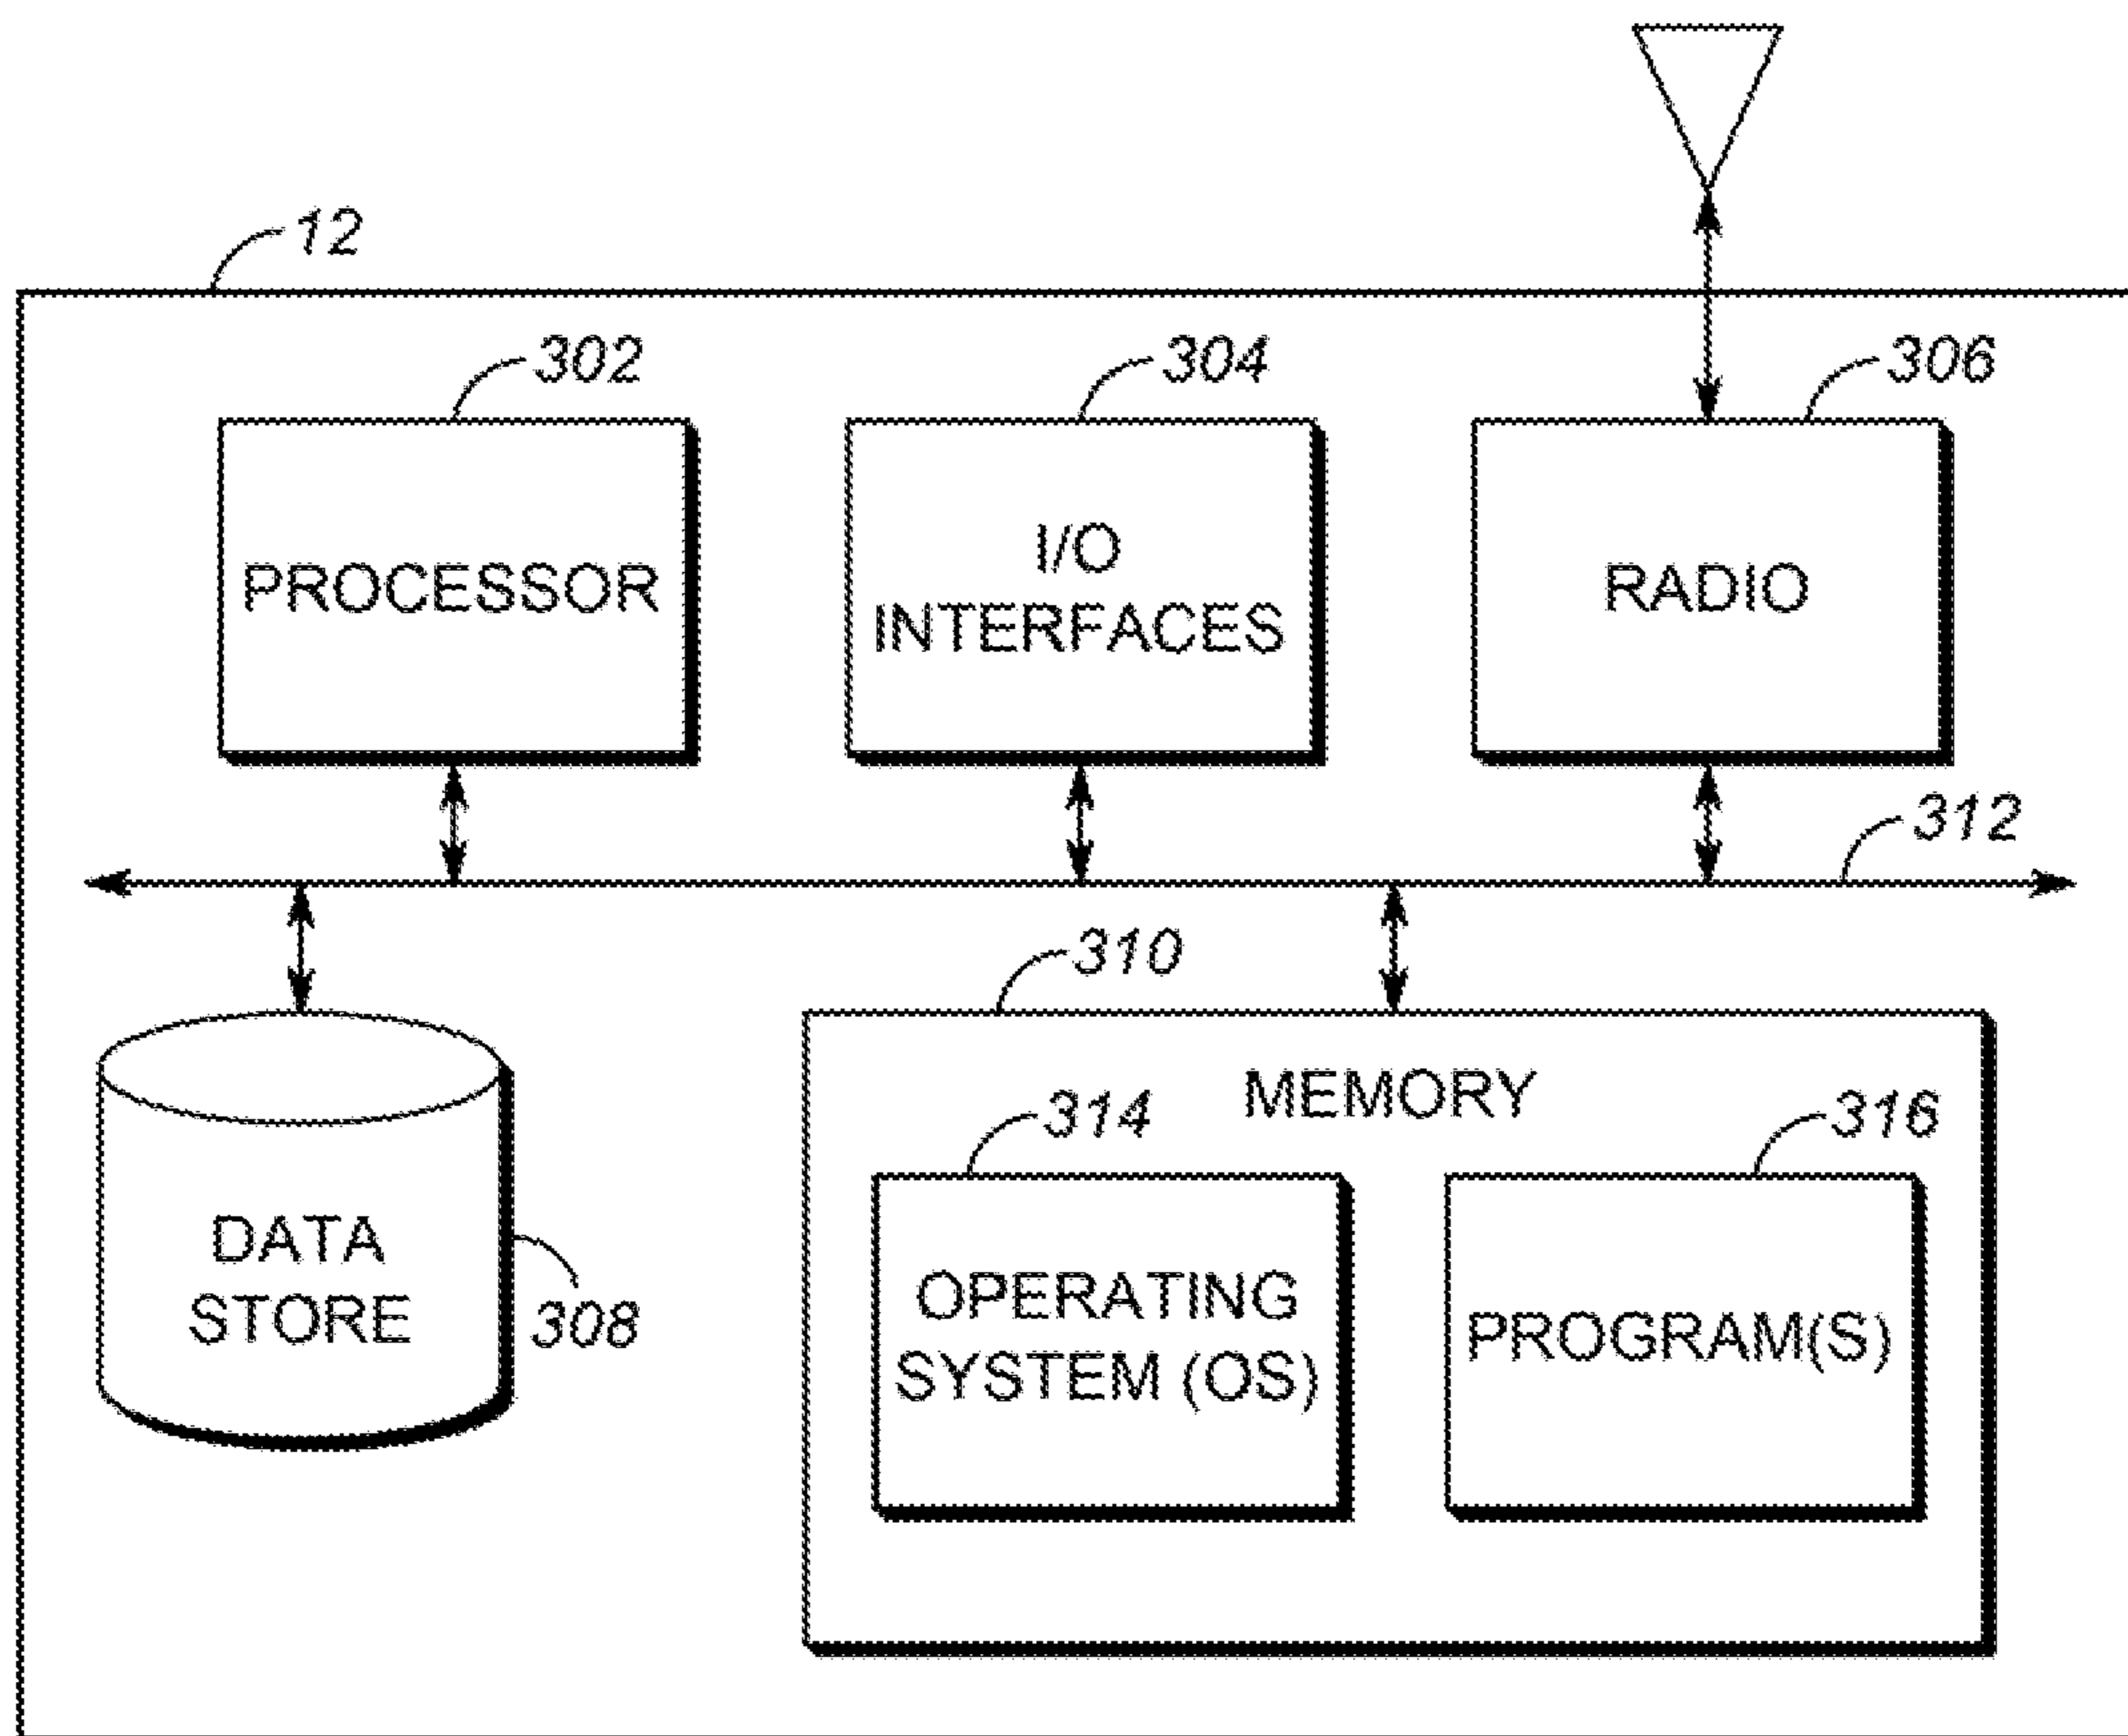 12
302
304
306
PROCESSOR
I/O
INTERFACES
RADIO
312
310
MEMORY
314
316
DATA
STORE
308
OPERATING
SYSTEM (OS)
PROGRAM(S)